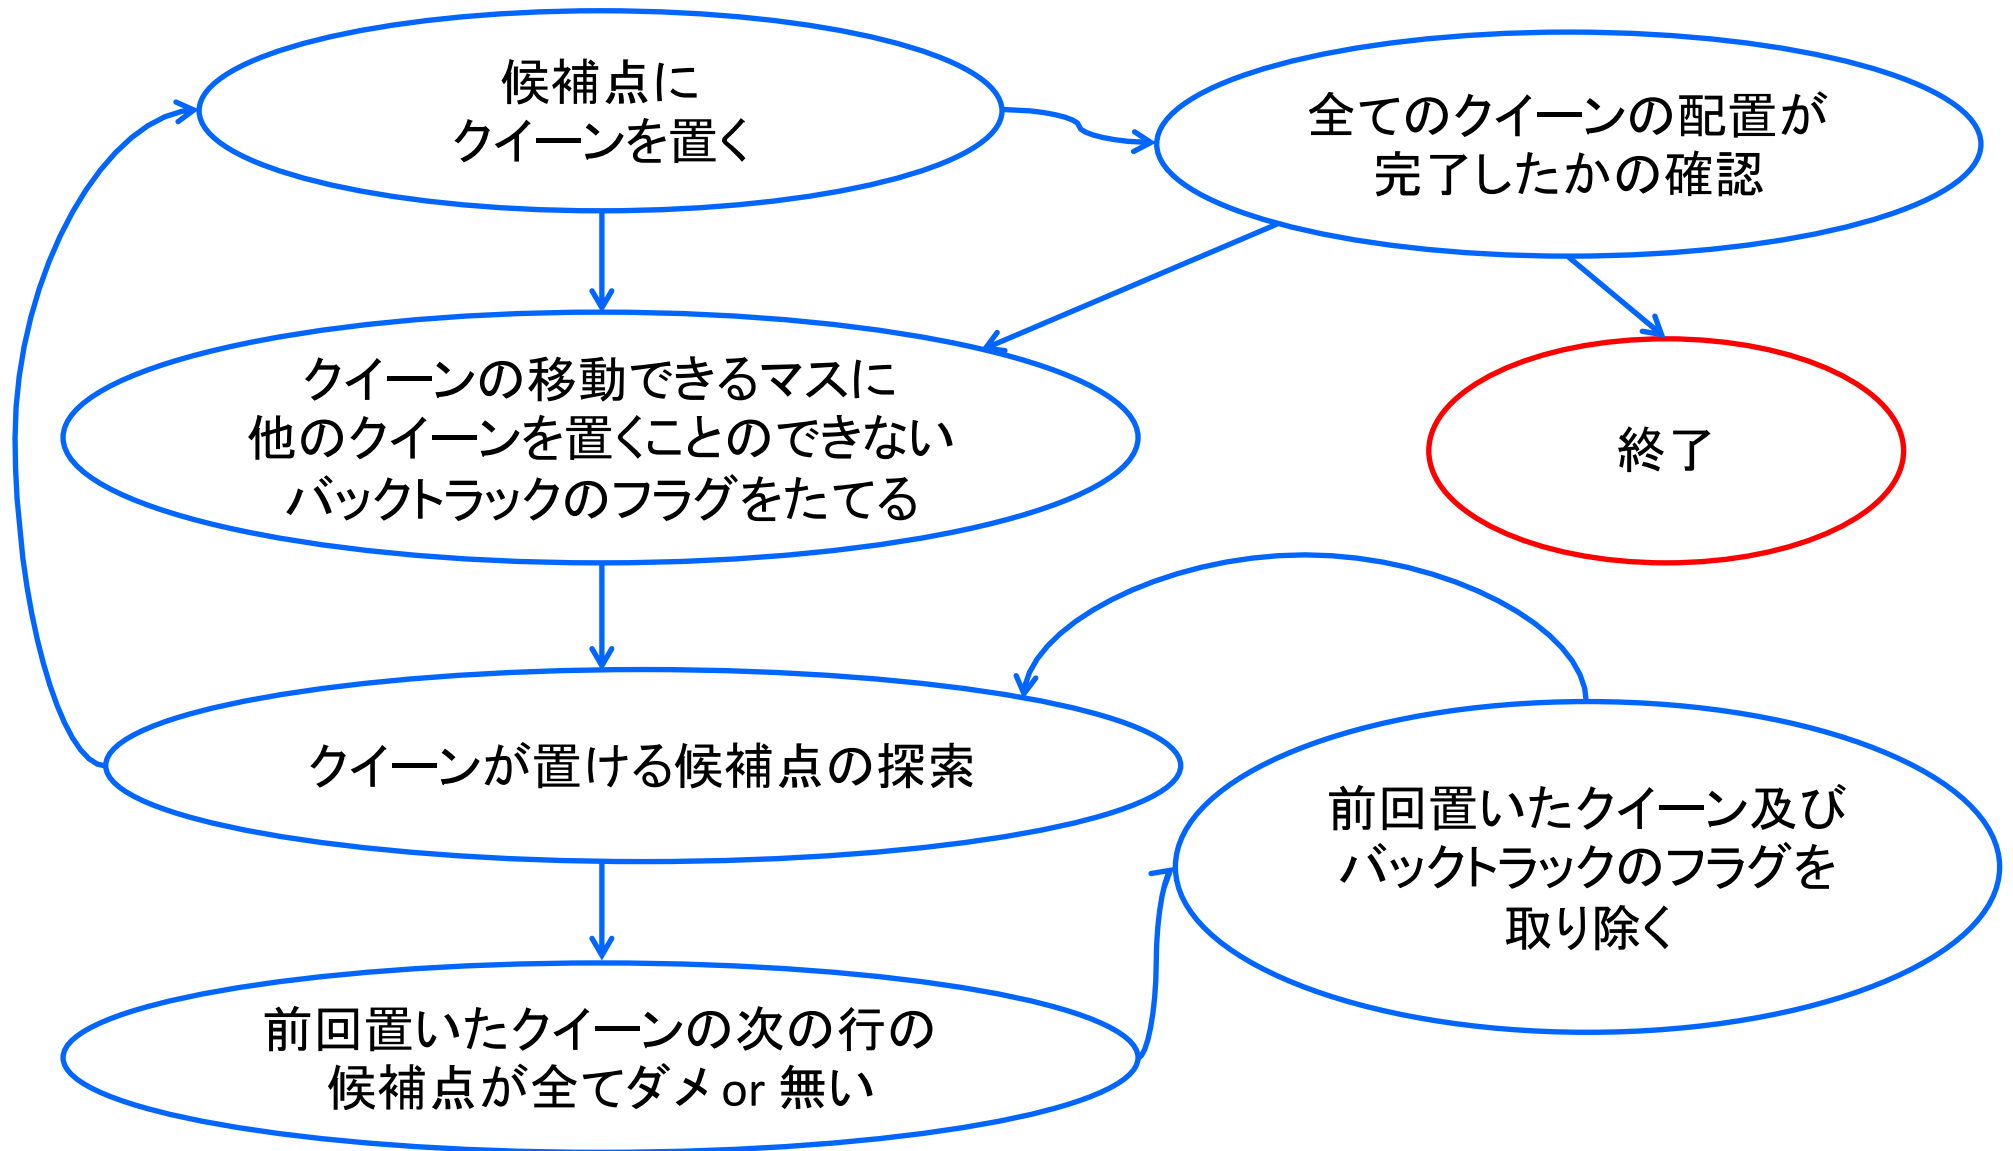 候補点に
クイーンを置く
全てのクイーンの配置が
完了したかの確認
クイーンの移動できるマスに
他のクイーンを置くことのできない
バックトラックのフラグをたてる
終了
クイーンが置ける候補点の探索
前回置いたクイーン及び
バックトラックのフラグを
取り除く
前回置いたクイーンの次の行の
候補点が全てダメor 無い